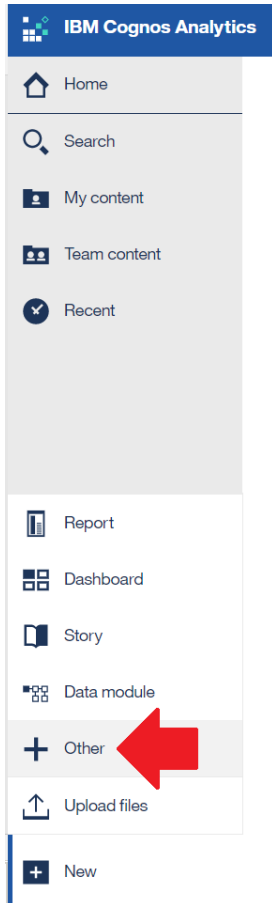 IBM Cognos Analytics
Home
Search
My content
Team content
Recent
Report
Dashboard
Story
Data module
Other
Upload files
New